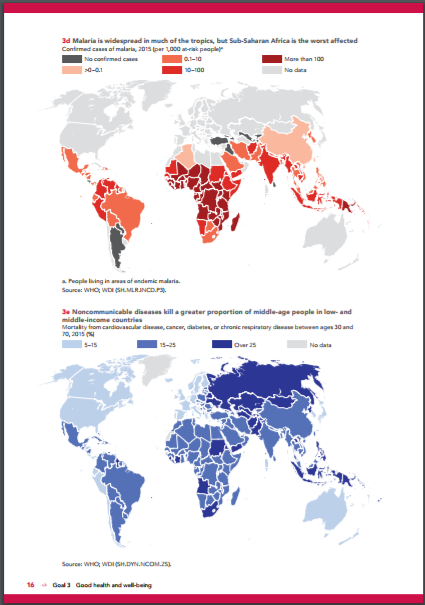 3d Malaria is widespread in much of the tropics, but Sub-Saharan Africa is the worst affected
Confirmed cases of malaria, 2015 (per 1,000 at-risk people)ᵃ
No confirmed cases
0.1–10
More than 100
>0–0.1
10–100
No data
a. People living in areas of endemic malaria.
Source: WHO; WDI (SH.MLR.INCD.P3).
3e Noncommunicable diseases kill a greater proportion of middle-age people in low- and
middle-income countries
Mortality from cardiovascular disease, cancer, diabetes, or chronic respiratory disease between ages 30 and
70, 2015 (%)
5–15
15–25
Over 25
No data
Source: WHO; WDI (SH.DYN.NCOM.ZS).
16 Goal 3 Good health and well-being